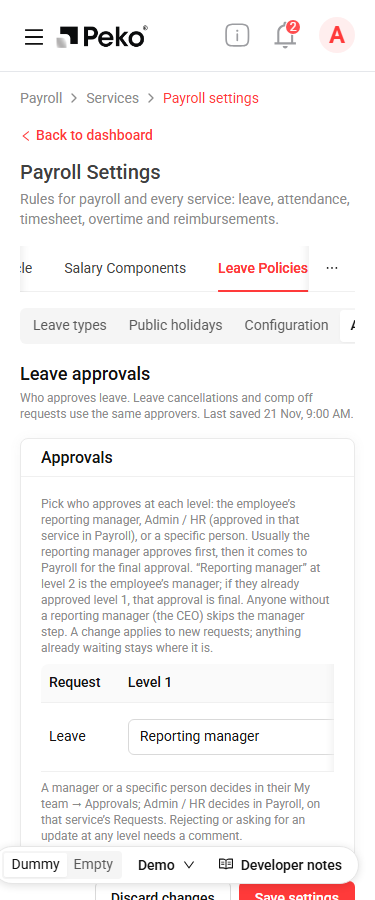 Peko
2
A
Payroll > Services > Payroll settings
< Back to dashboard
Payroll Settings
Rules for payroll and every service: leave, attendance,
timesheet, overtime and reimbursements.
cle Salary Components Leave Policies ···
Leave types Public holidays Configuration
Leave approvals
Who approves leave. Leave cancellations and comp off
requests use the same approvers. Last saved 21 Nov, 9:00 AM.
Approvals
Pick who approves at each level: the employee's
reporting manager, Admin / HR (approved in that
service in Payroll), or a specific person. Usually the
reporting manager approves first, then it comes to
Payroll for the final approval. “Reporting manager” at
level 2 is the employee's manager; if they already
approved level 1, that approval is final. Anyone without
a reporting manager (the CEO) skips the manager
step. A change applies to new requests; anything
already waiting stays where it is.
Request Level 1
Leave Reporting manager
A manager or a specific person decides in their My
team → Approvals; Admin / HR decides in Payroll, on
that service's Requests. Rejecting or asking for an
update at any level needs a comment.
Dummy Empty Demo Developer notes
Discard changes Save settings